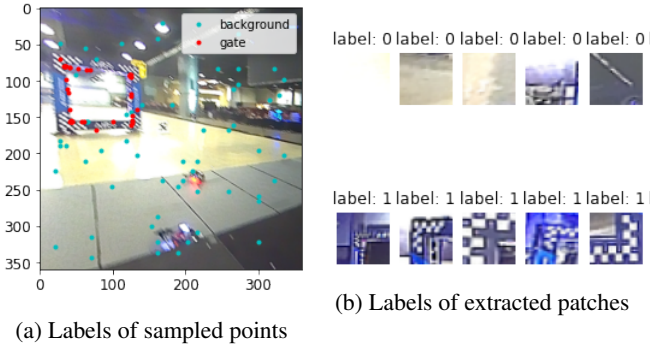 0
50
100
150
200
250
300
350
0 100 200 300
background
gate
(a) Labels of sampled points
label: 0 label: 0 label: 0 label: 0 label: 0
label: 1 label: 1 label: 1 label: 1 label: 1
(b) Labels of extracted patches